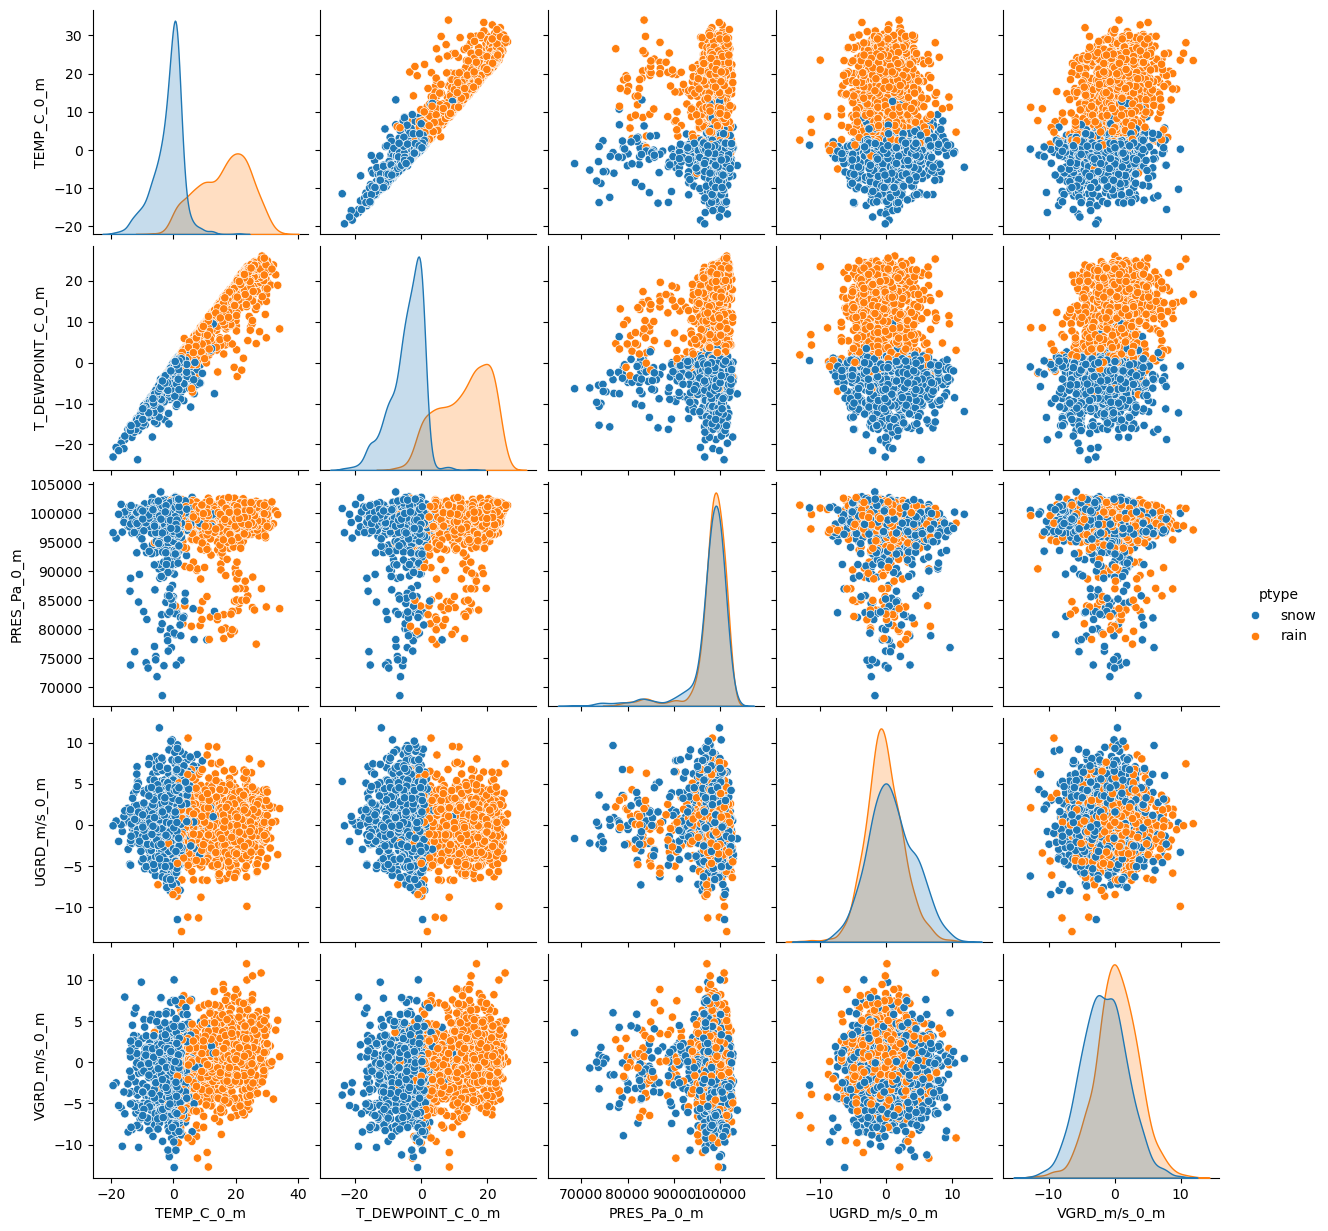 30
20
10
0
−10
−20
TEMP_C_0_m
20
10
0
−10
−20
T_DEWPOINT_C_0_m
105000
100000
95000
90000
85000
80000
75000
70000
PRES_Pa_0_m
ptype
snow
rain
10
5
0
−5
−10
UGRD_m/s_0_m
10
5
0
−5
−10
VGRD_m/s_0_m
−20 0 20 40
TEMP_C_0_m
−20 0 20
T_DEWPOINT_C_0_m
70000 80000 90000 100000
PRES_Pa_0_m
−10 0 10
UGRD_m/s_0_m
−10 0 10
VGRD_m/s_0_m